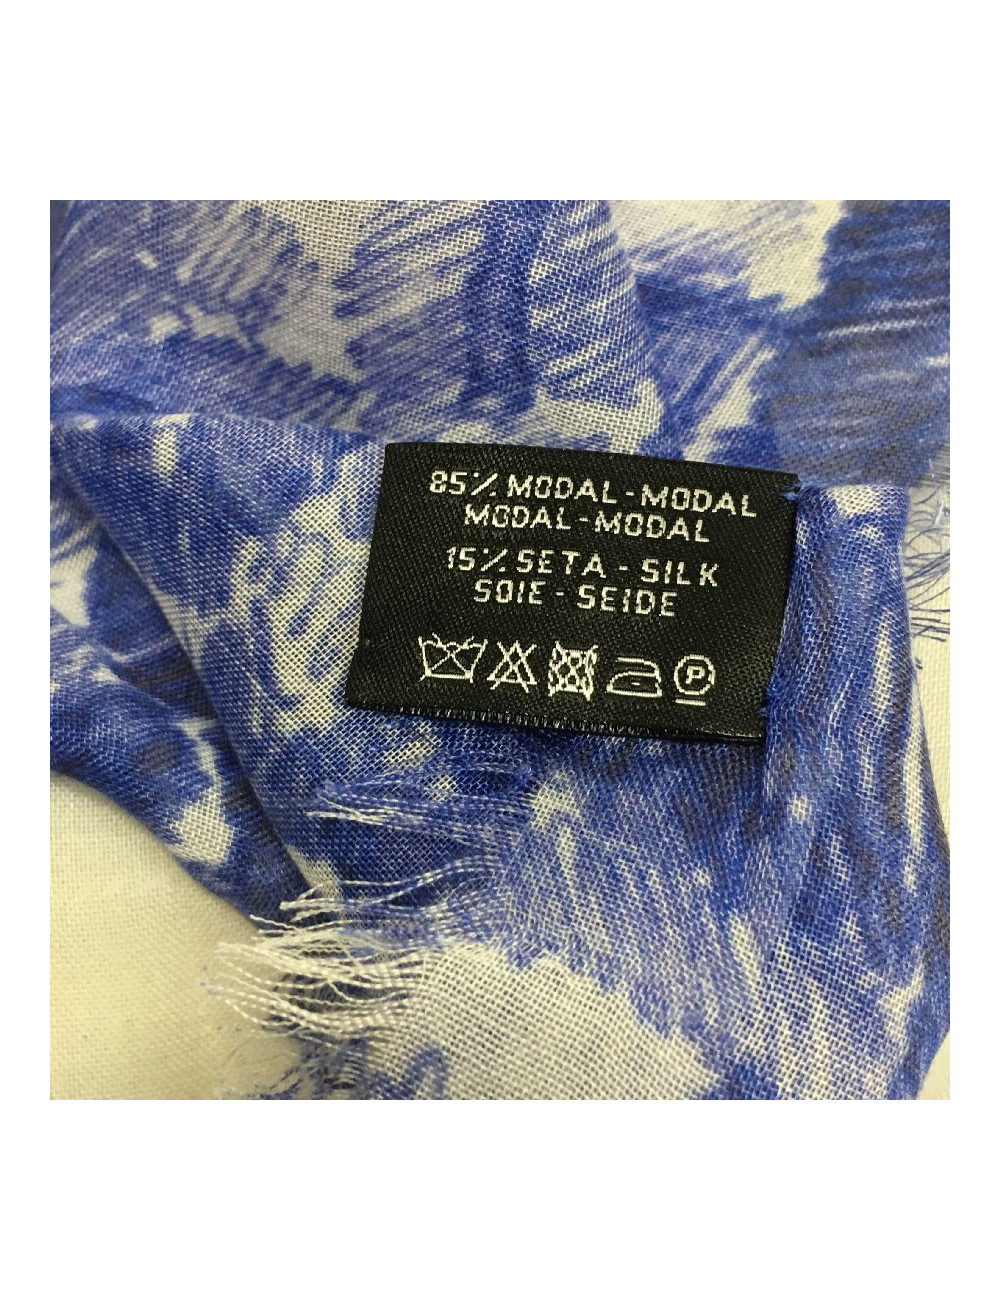 85% MODAL - MODAL
MODAL - MODAL
15% SETA - SILK
SOIE - SEIDE
P